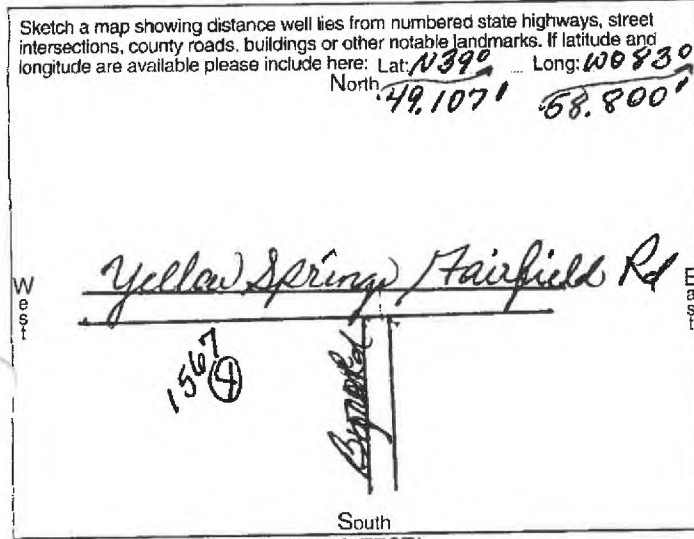 Sketch a map showing distance well lies from numbered state highways, street
intersections, county roads, buildings or other notable landmarks. If latitude and
longitude are available please include here: Lat: N39° Long: W083°
North 49.107' 58.800'
Yellow Springs Fairfield Rd
West
East
1567
4
Byron Rd
South